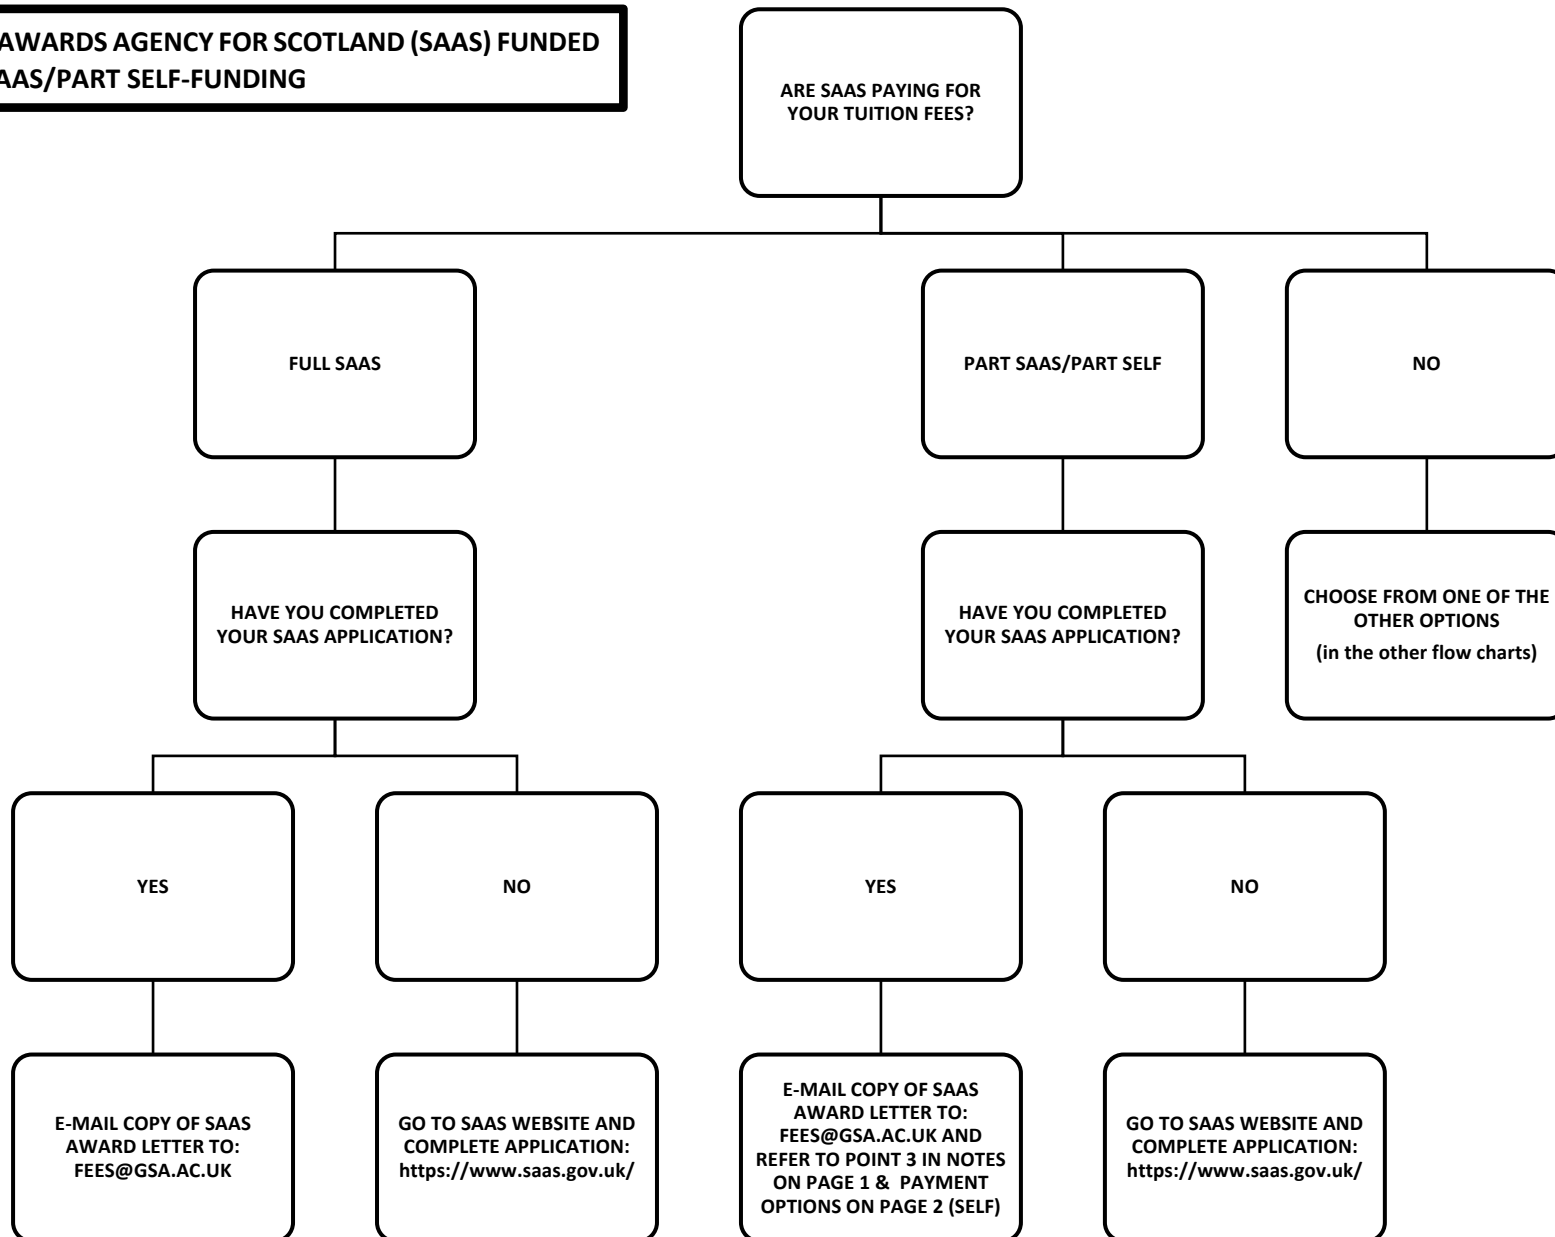 AWARDS AGENCY FOR SCOTLAND (SAAS) FUNDED
AAS/PART SELF-FUNDING
ARE SAAS PAYING FOR
YOUR TUITION FEES?
FULL SAAS
PART SAAS/PART SELF
NO
HAVE YOU COMPLETED
YOUR SAAS APPLICATION?
HAVE YOU COMPLETED
YOUR SAAS APPLICATION?
CHOOSE FROM ONE OF THE
OTHER OPTIONS
(in the other flow charts)
YES
NO
YES
NO
E-MAIL COPY OF SAAS
AWARD LETTER TO:
FEES@GSA.AC.UK
GO TO SAAS WEBSITE AND
COMPLETE APPLICATION:
https://www.saas.gov.uk/
E-MAIL COPY OF SAAS
AWARD LETTER TO:
FEES@GSA.AC.UK AND
REFER TO POINT 3 IN NOTES
ON PAGE 1 & PAYMENT
OPTIONS ON PAGE 2 (SELF)
GO TO SAAS WEBSITE AND
COMPLETE APPLICATION:
https://www.saas.gov.uk/